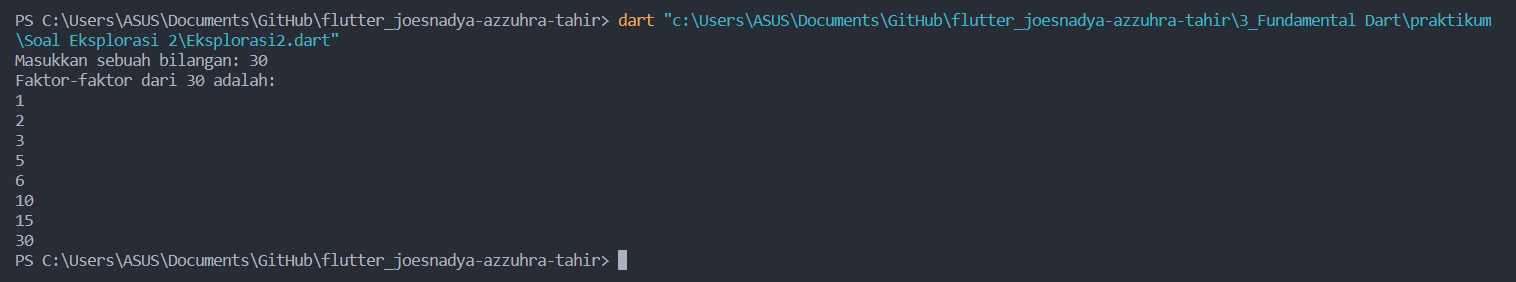 PS C:\Users\ASUS\Documents\GitHub\flutter_joesnadya-azzuhra-tahir> dart "c:\Users\ASUS\Documents\GitHub\flutter_joesnadya-azzuhra-tahir\3_Fundamental Dart\praktikum
\Soal Eksplorasi 2\Eksplorasi2.dart"
Masukkan sebuah bilangan: 30
Faktor-faktor dari 30 adalah:
1
2
3
5
6
10
15
30
PS C:\Users\ASUS\Documents\GitHub\flutter_joesnadya-azzuhra-tahir>